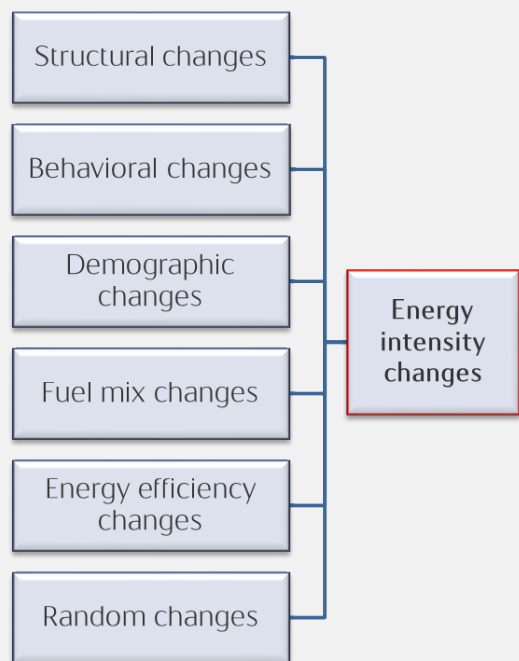 Structural changes
Behavioral changes
Demographic
changes
Fuel mix changes
Energy efficiency
changes
Random changes
Energy
intensity
changes